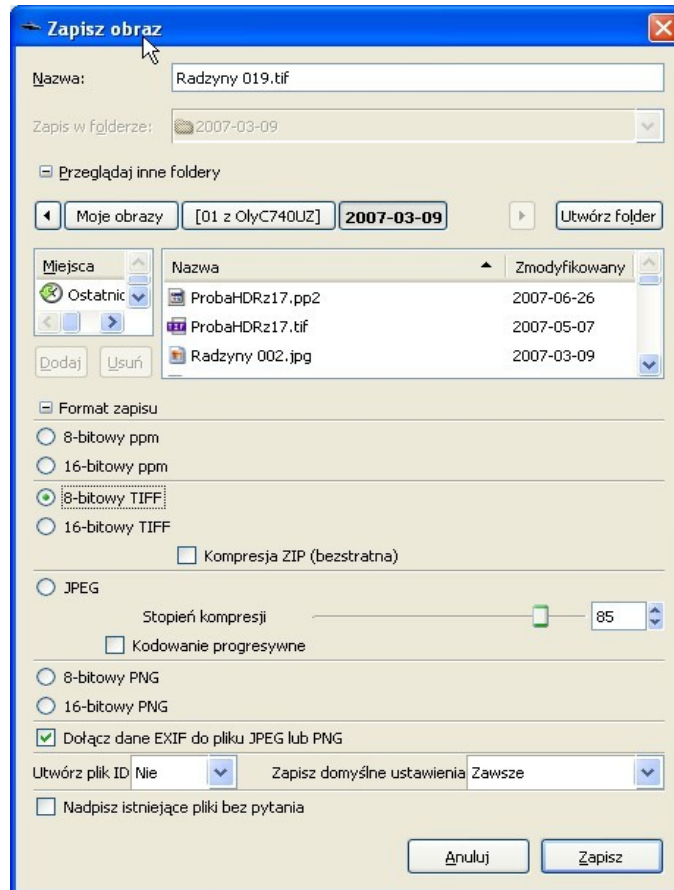 Zapisz obraz
Nazwa: Radzyny 019.tif
Zapis w folderze: 2007-03-09
Przeglądaj inne foldery
Moje obrazy [01 z OlyC740UZ] 2007-03-09 Utwórz folder
Miejsca Nazwa Zmodyfikowany
Ostatnic ProbaHDRz17.pp2 2007-06-26
ProbaHDRz17.tif 2007-05-07
Dodaj Usuń Radzyny 002.jpg 2007-03-09
Format zapisu
8-bitowy ppm
16-bitowy ppm
8-bitowy TIFF
16-bitowy TIFF
Kompresja ZIP (bezstratna)
JPEG
Stopień kompresji 85
Kodowanie progresywne
8-bitowy PNG
16-bitowy PNG
Dołącz dane EXIF do pliku JPEG lub PNG
Utwórz plik ID Nie Zapisz domyślne ustawienia Zawsze
Nadpisz istniejące pliki bez pytania
Anuluj Zapisz